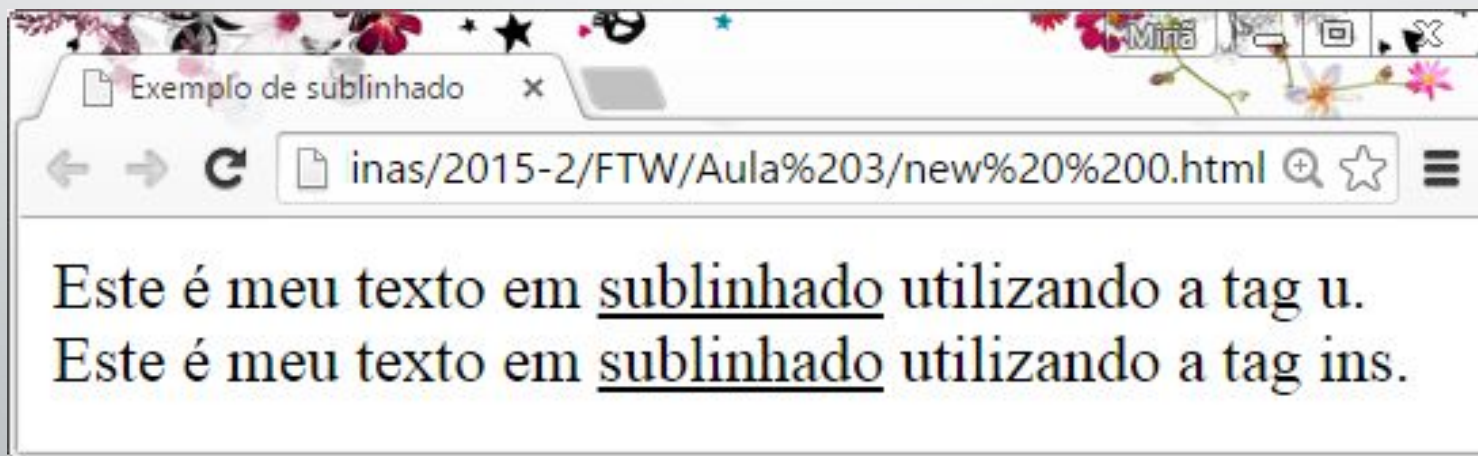 Miriã
Exemplo de sublinhado
inas/2015-2/FTW/Aula%203/new%20%200.html
Este é meu texto em sublinhado utilizando a tag u.
Este é meu texto em sublinhado utilizando a tag ins.